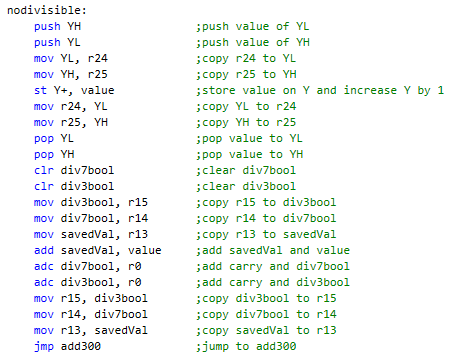 nodivisible:
push YH ;push value of YL
push YL ;push value of YH
mov YL, r24 ;copy r24 to YL
mov YH, r25 ;copy r25 to YH
st Y+, value ;store value on Y and increase Y by 1
mov r24, YL ;copy YL to r24
mov r25, YH ;copy YH to r25
pop YL ;pop value to YL
pop YH ;pop value to YH
clr div7bool ;clear div7bool
clr div3bool ;clear div3bool
mov div3bool, r15 ;copy r15 to div3bool
mov div7bool, r14 ;copy r14 to div7bool
mov savedVal, r13 ;copy r13 to savedVal
add savedVal, value ;add savedVal and value
adc div7bool, r0 ;add carry and div7bool
adc div3bool, r0 ;add carry and div3bool
mov r15, div3bool ;copy div3bool to r15
mov r14, div7bool ;copy div7bool to r14
mov r13, savedVal ;copy savedVal to r13
jmp add300 ;jump to add300